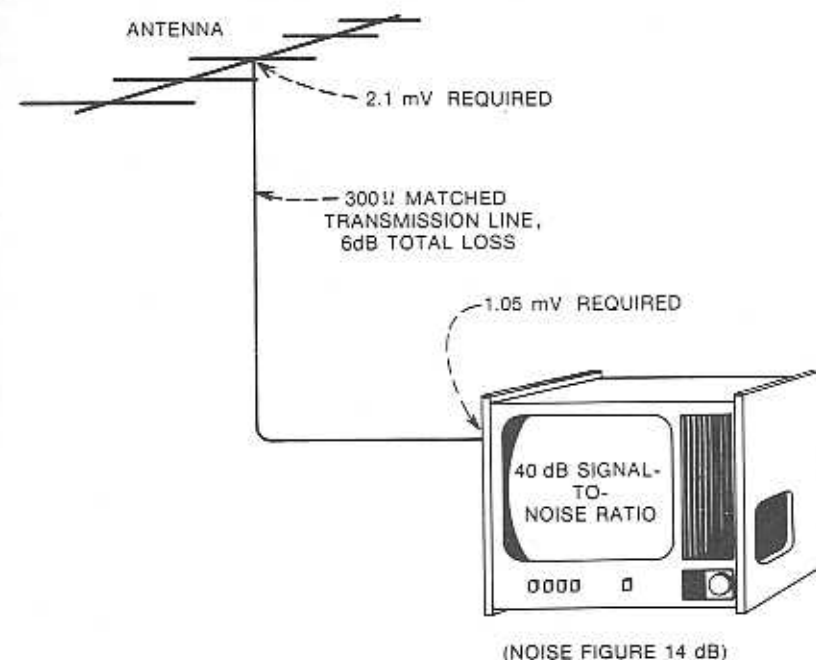 ANTENNA
2.1 mV REQUIRED
300Ω MATCHED
TRANSMISSION LINE,
6dB TOTAL LOSS
1.05 mV REQUIRED
40 dB SIGNAL-
TO-
NOISE RATIO
(NOISE FIGURE 14 dB)